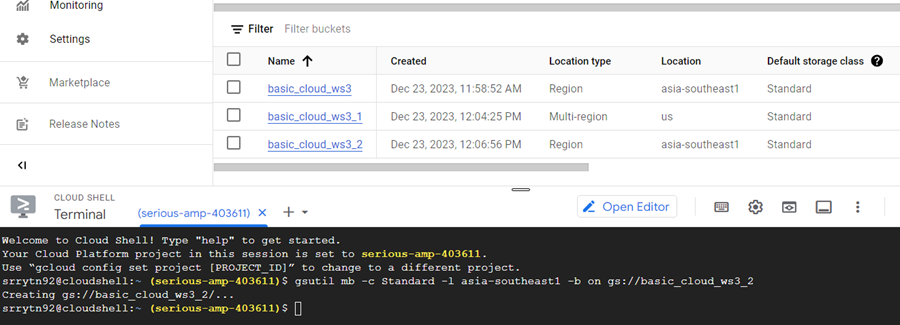 Monitoring
Settings
Marketplace
Release Notes
Filter Filter buckets
Name Created Location type Location Default storage class ?
basic_cloud_ws3 Dec 23, 2023, 11:58:52 AM Region asia-southeast1 Standard
basic_cloud_ws3_1 Dec 23, 2023, 12:04:25 PM Multi-region us Standard
basic_cloud_ws3_2 Dec 23, 2023, 12:06:56 PM Region asia-southeast1 Standard
CLOUD SHELL
Terminal (serious-amp-403611) Open Editor
Welcome to Cloud Shell! Type "help" to get started.
Your Cloud Platform project in this session is set to serious-amp-403611.
Use “gcloud config set project [PROJECT_ID]” to change to a different project.
srrytn92@cloudshell:~ (serious-amp-403611)$ gsutil mb -c Standard -l asia-southeast1 -b on gs://basic_cloud_ws3_2
Creating gs://basic_cloud_ws3_2/...
srrytn92@cloudshell:~ (serious-amp-403611)$